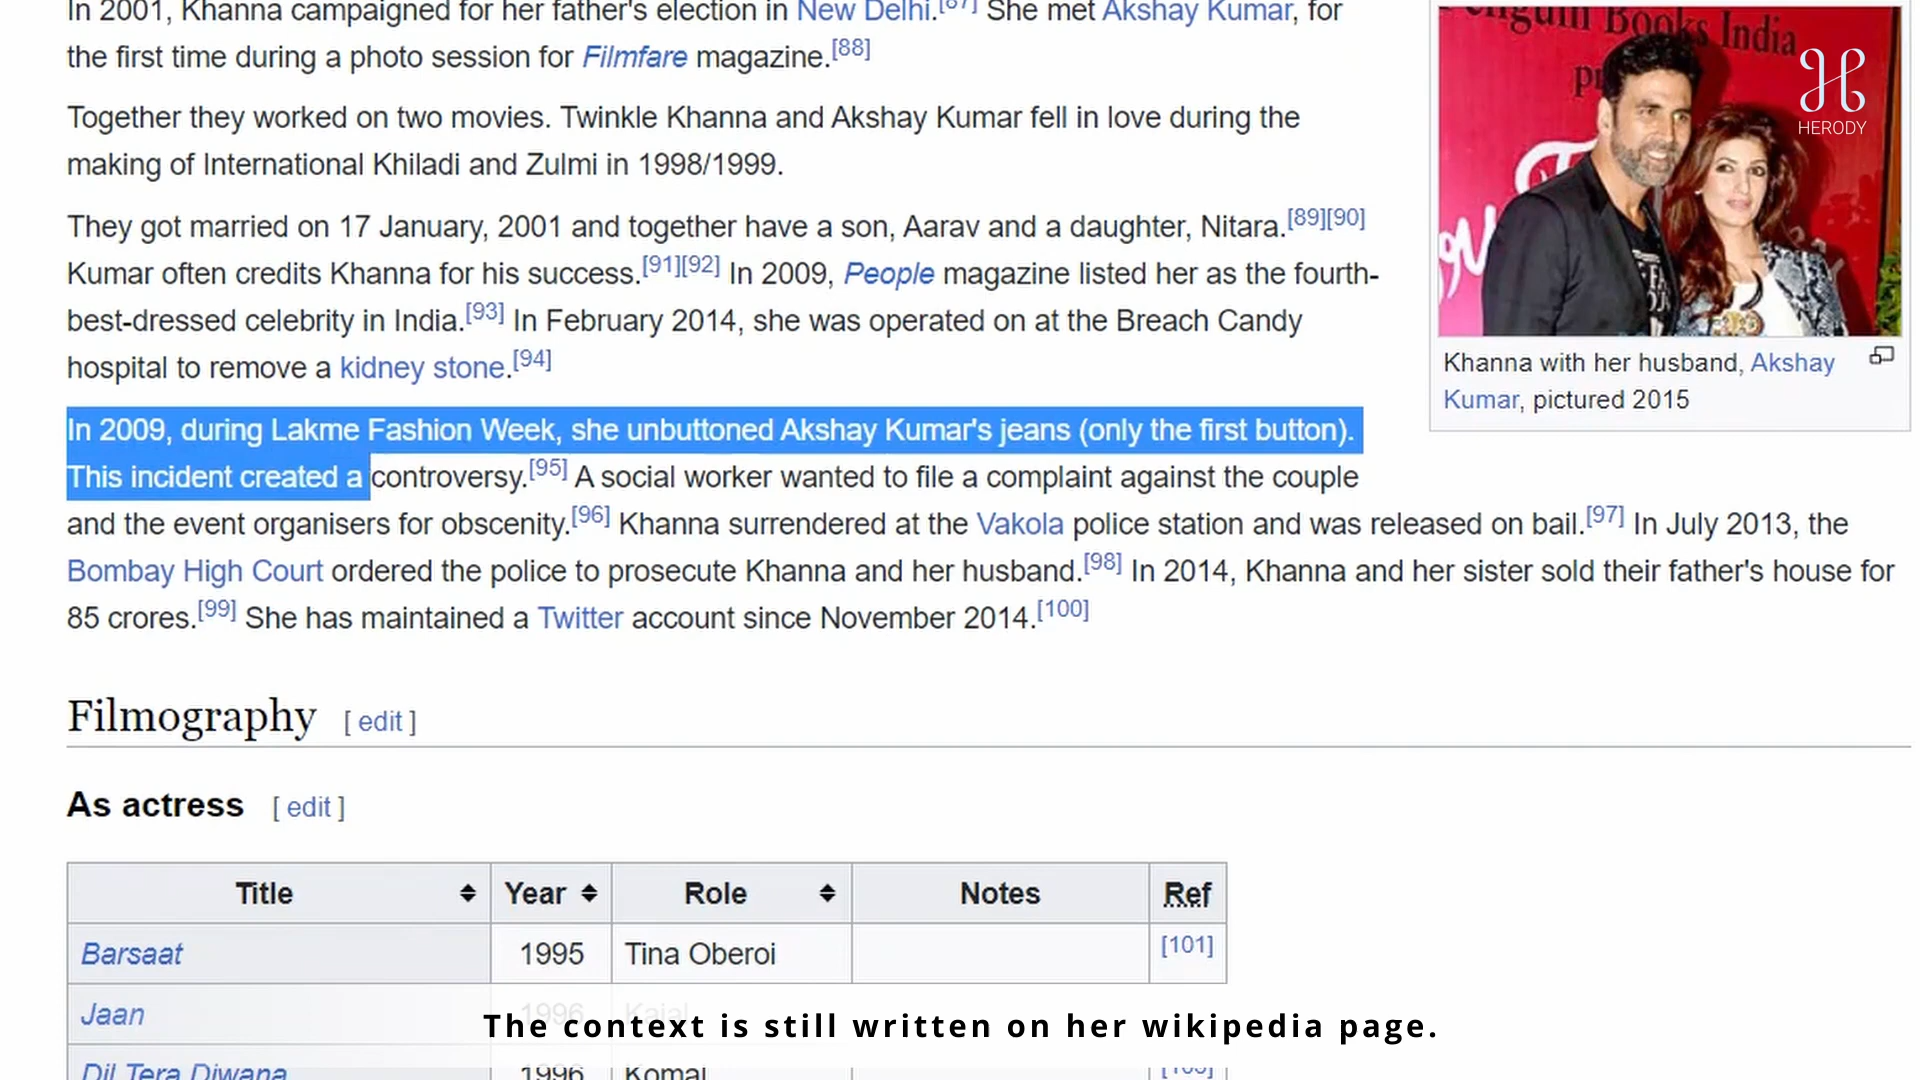 In 2001, Khanna campaigned for her father's election in New Delhi.[87] She met Akshay Kumar, for
the first time during a photo session for Filmfare magazine.[88]
Together they worked on two movies. Twinkle Khanna and Akshay Kumar fell in love during the
making of International Khiladi and Zulmi in 1998/1999.
They got married on 17 January, 2001 and together have a son, Aarav and a daughter, Nitara.[89][90]
Kumar often credits Khanna for his success.[91][92] In 2009, People magazine listed her as the fourth-
best-dressed celebrity in India.[93] In February 2014, she was operated on at the Breach Candy
hospital to remove a kidney stone.[94]
In 2009, during Lakme Fashion Week, she unbuttoned Akshay Kumar's jeans (only the first button).
This incident created a controversy.[95] A social worker wanted to file a complaint against the couple
and the event organisers for obscenity.[96] Khanna surrendered at the Vakola police station and was released on bail.[97] In July 2013, the
Bombay High Court ordered the police to prosecute Khanna and her husband.[98] In 2014, Khanna and her sister sold their father's house for
85 crores.[99] She has maintained a Twitter account since November 2014.[100]
Penguin Books India
HERODY
Khanna with her husband, Akshay
Kumar, pictured 2015
Filmography [ edit ]
As actress [ edit ]
Title Year Role Notes Ref
Barsaat 1995 Tina Oberoi [101]
Jaan 1996 Kajal
Dil Tera Diwana 1996 Komal [103]
The context is still written on her wikipedia page.